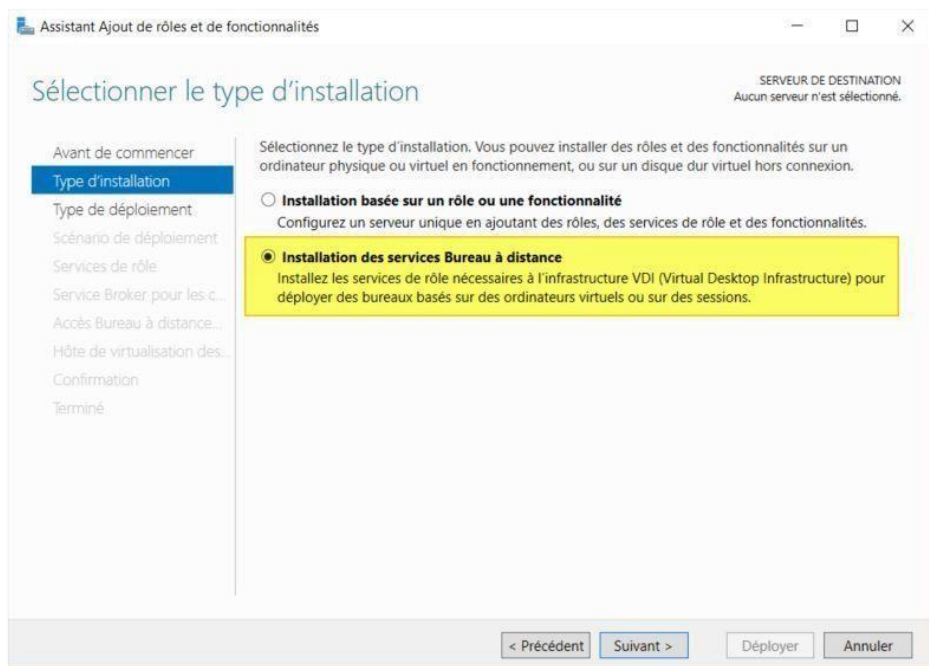 Assistant Ajout de rôles et de fonctionnalités
Sélectionner le type d'installation
SERVEUR DE DESTINATION
Aucun serveur n'est sélectionné.
Avant de commencer
Type d'installation
Type de déploiement
Scénario de déploiement
Services de rôle
Service Broker pour les c...
Accès Bureau à distance...
Hôte de virtualisation des...
Confirmation
Terminé
Sélectionnez le type d'installation. Vous pouvez installer des rôles et des fonctionnalités sur un
ordinateur physique ou virtuel en fonctionnement, ou sur un disque dur virtuel hors connexion.
Installation basée sur un rôle ou une fonctionnalité
Configurez un serveur unique en ajoutant des rôles, des services de rôle et des fonctionnalités.
Installation des services Bureau à distance
Installez les services de rôle nécessaires à l'infrastructure VDI (Virtual Desktop Infrastructure) pour
déployer des bureaux basés sur des ordinateurs virtuels ou sur des sessions.
< Précédent
Suivant >
Déployer
Annuler